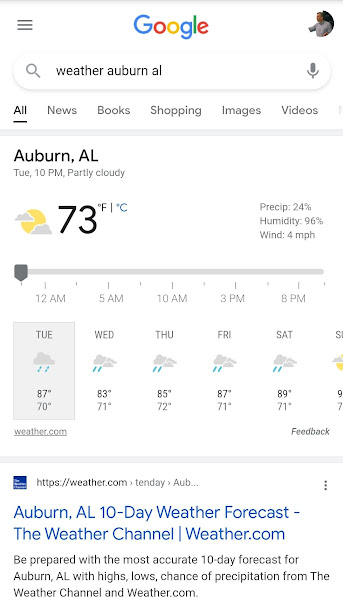 Google
weather auburn al
All News Books Shopping Images Videos
Auburn, AL
Tue, 10 PM, Partly cloudy
73 °F | °C
Precip: 24%
Humidity: 96%
Wind: 4 mph
12 AM 5 AM 10 AM 3 PM 8 PM
TUE WED THU FRI SAT
87° 83° 85° 87° 89° 9
70° 71° 72° 71° 71° 7
weather.com Feedback
The Weather Channel
https://weather.com › tenday › Aub...
Auburn, AL 10-Day Weather Forecast -
The Weather Channel | Weather.com
Be prepared with the most accurate 10-day forecast for
Auburn, AL with highs, lows, chance of precipitation from The
Weather Channel and Weather.com.